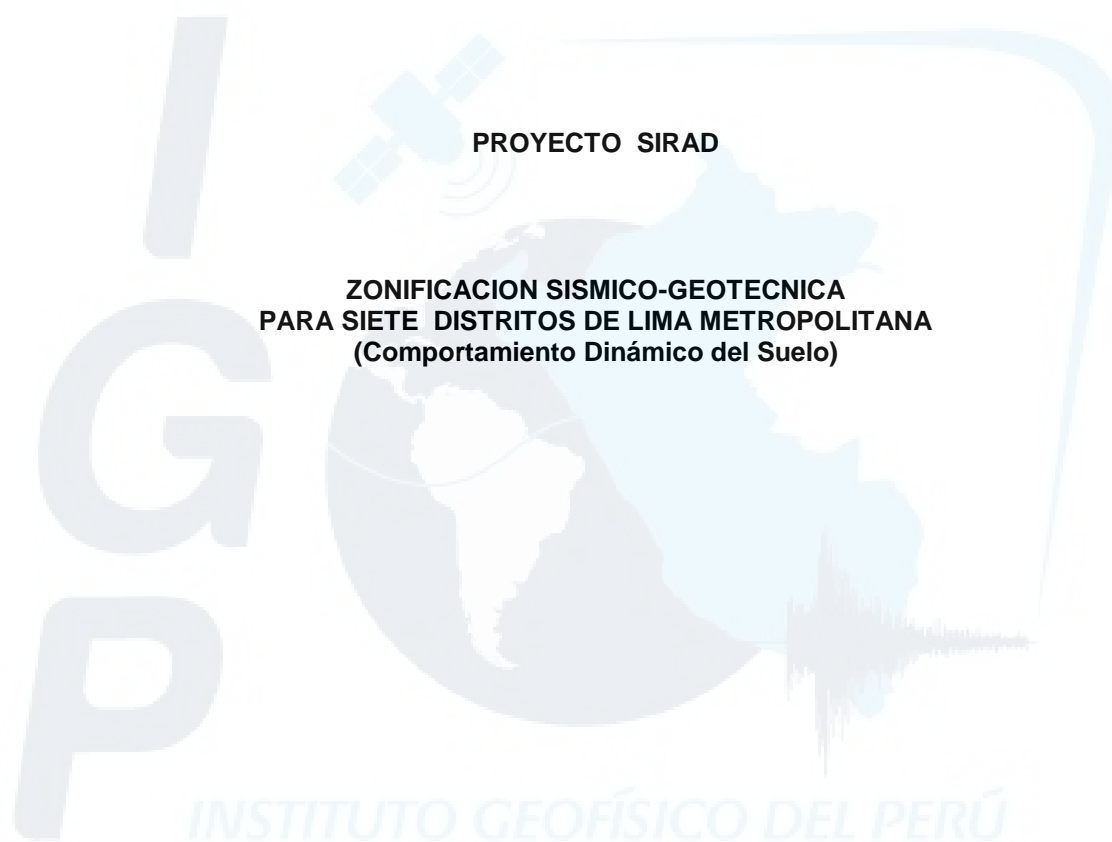 PROYECTO SIRAD
ZONIFICACION SISMICO-GEOTECNICA
PARA SIETE DISTRITOS DE LIMA METROPOLITANA
(Comportamiento Dinámico del Suelo)
IGP
INSTITUTO GEOFÍSICO DEL PERÚ